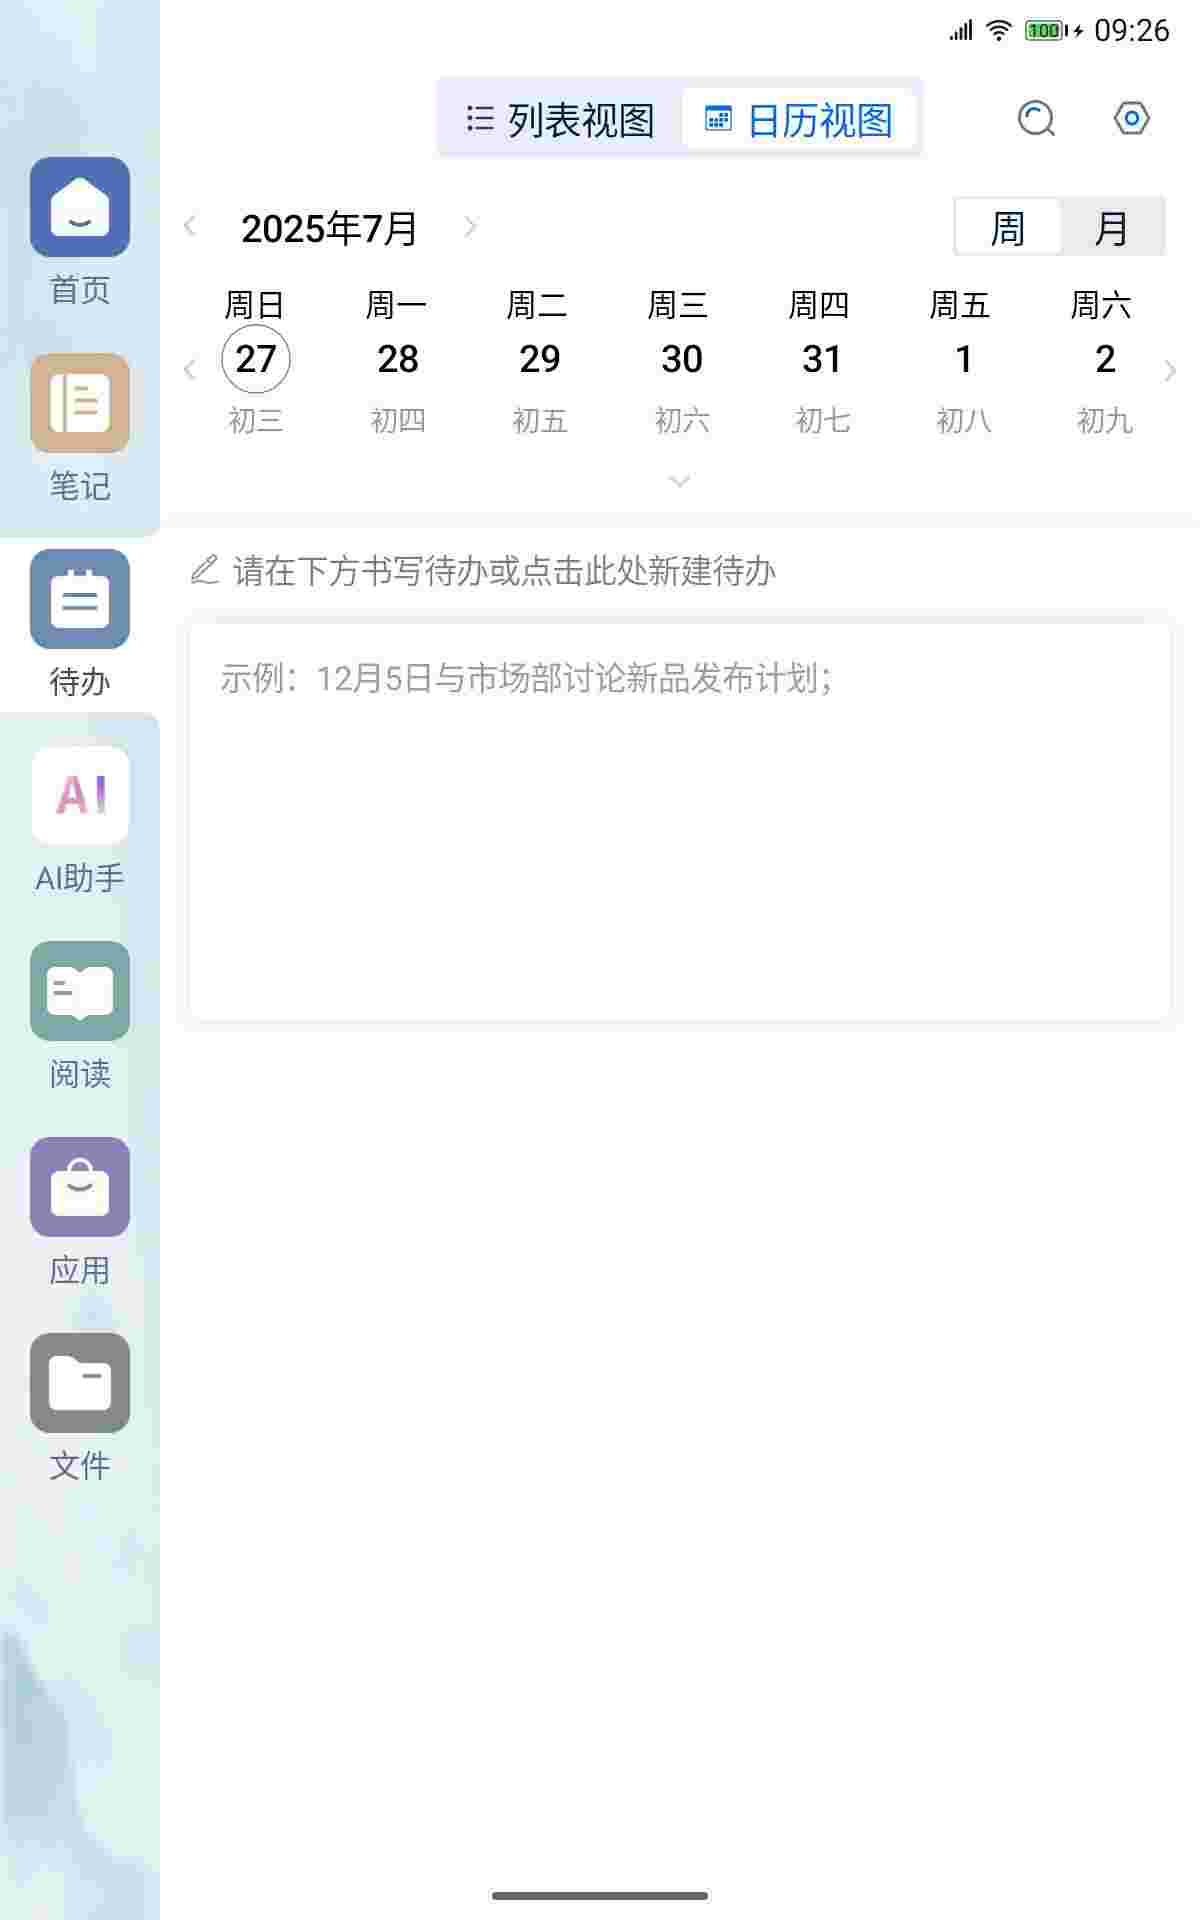 100 09:26
列表视图 日历视图
2025年7月 周 月
周日 周一 周二 周三 周四 周五 周六
27 28 29 30 31 1 2
初三 初四 初五 初六 初七 初八 初九
请在下方书写待办或点击此处新建待办
示例：12月5日与市场部讨论新品发布计划；
首页
笔记
待办
AI
AI助手
阅读
应用
文件